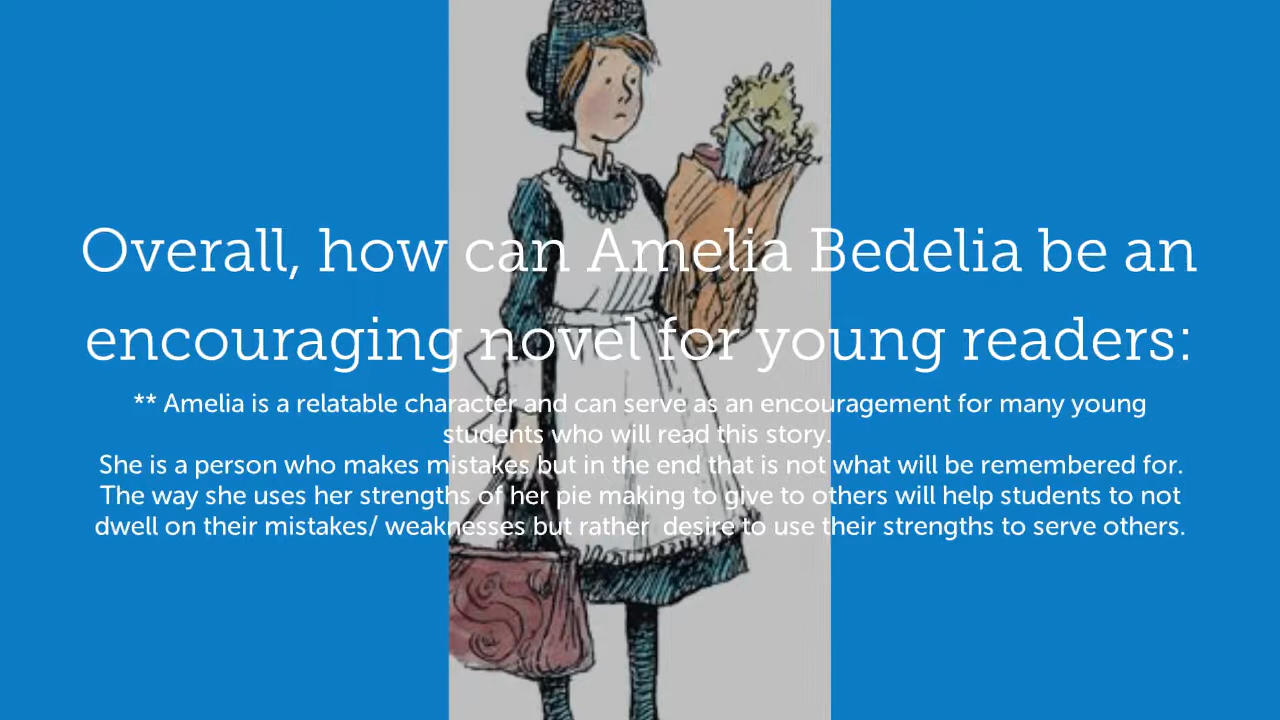 Overall, how can Amelia Bedelia be an
encouraging novel for young readers:
** Amelia is a relatable character and can serve as an encouragement for many young
students who will read this story.
She is a person who makes mistakes but in the end that is not what will be remembered for.
The way she uses her strengths of her pie making to give to others will help students to not
dwell on their mistakes/ weaknesses but rather  desire to use their strengths to serve others.